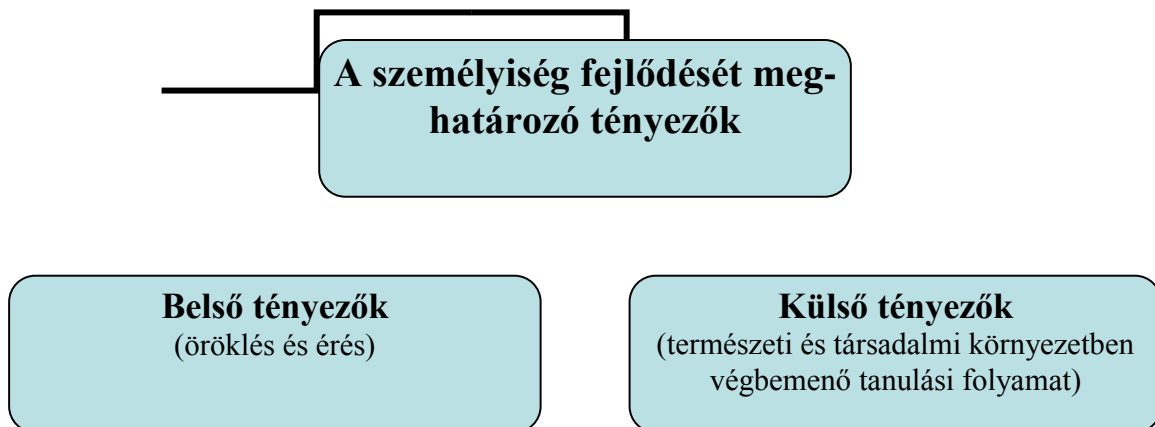 A személyiség fejlődését meg-
határozó tényezők
Belső tényezők
(öröklés és érés)
Külső tényezők
(természeti és társadalmi környezetben
végbemenő tanulási folyamat)